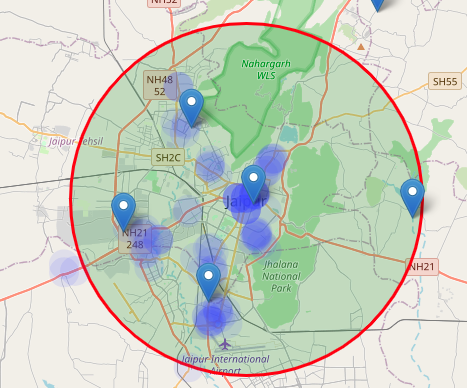 NH52
Nahargarh
WLS
NH48
52
SH55
Jaipur Tehsil
SH2C
Jaipur
NH21
248
NH21
Jhalana
National
Park
Jaipur International
Airport